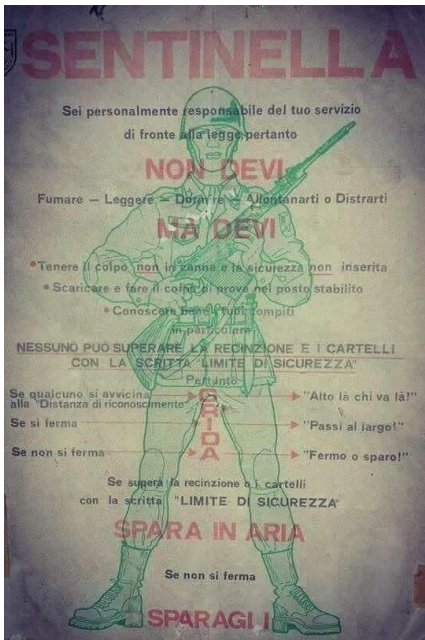 SENTINELLA
Sei personalmente responsabile del tuo servizio
di fronte alla legge pertanto
NON DEVI
Fumare — Leggere — Dormire — Allontanarti o Distrarti
MA DEVI
•Tenere il colpo non in canna e la sicurezza non inserita
•Scaricare e fare il colpo di prova nel posto stabilito
•Conoscere bene i tuoi compiti
in particolare
NESSUNO PUÒ SUPERARE LA RECINZIONE E I CARTELLI
CON LA SCRITTA "LIMITE DI SICUREZZA"
Pertanto
Se qualcuno si avvicina
alla "Distanza di riconoscimento"
GRIDA
"Alto là chi va là!"
Se si ferma
"Passi al largo!"
Se non si ferma
"Fermo o sparo!"
Se supera la recinzione o i cartelli
con la scritta "LIMITE DI SICUREZZA"
SPARA IN ARIA
Se non si ferma
SPARAGLI